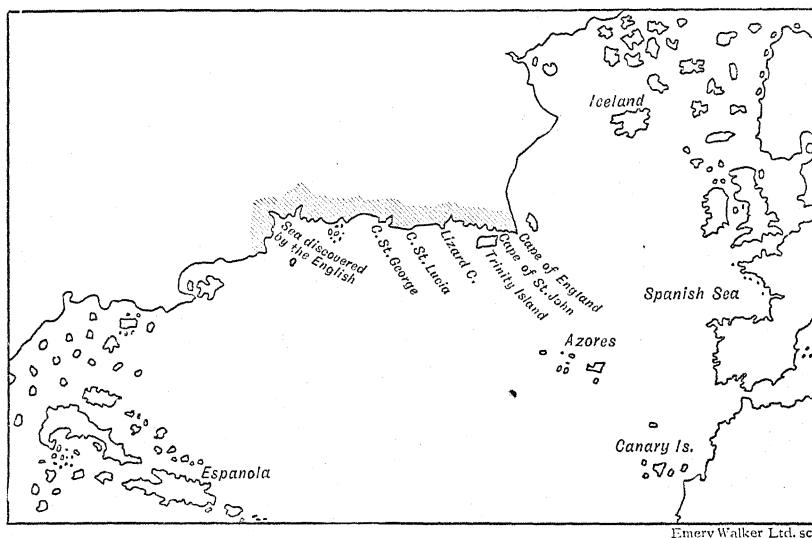 Iceland
Sea discovered
by the English
C. St. George
C. St. Lucia
Lizard C.
Trinity Island
Cape of St. John
Cape of England
Spanish Sea
Azores
Canary Is.
Espanola
Emery Walker Ltd. sc